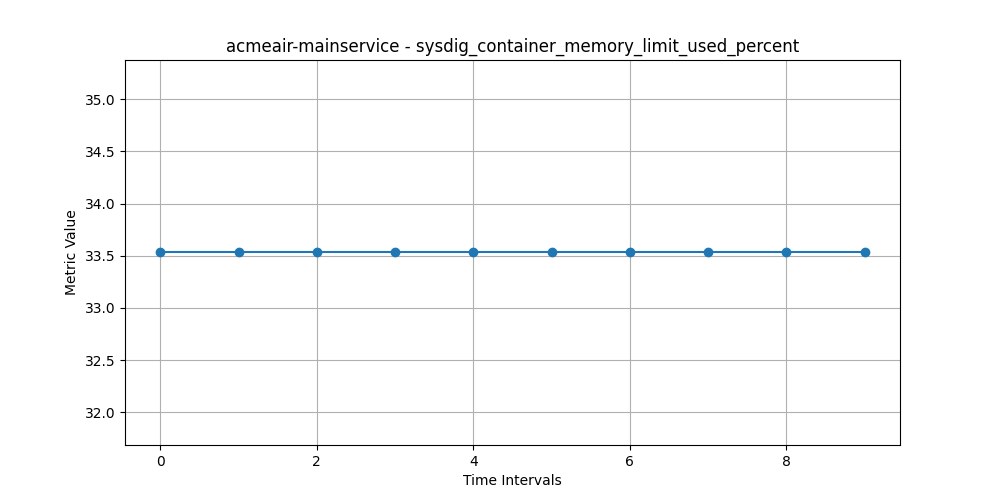 acmeair-mainservice - sysdig_container_memory_limit_used_percent
35.0
34.5
34.0
33.5
33.0
32.5
32.0
Metric Value
0 2 4 6 8
Time Intervals